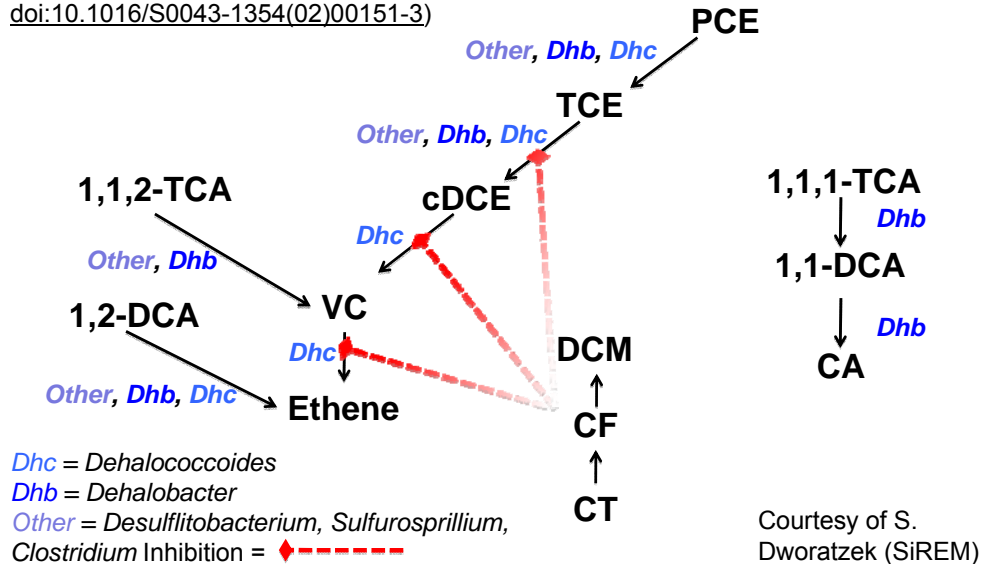 doi:10.1016/S0043-1354(02)00151-3)
PCE
Other, Dhb, Dhc
TCE
Other, Dhb, Dhc
cDCE
Dhc
1,1,2-TCA
Other, Dhb
VC
1,2-DCA
Dhc
Other, Dhb, Dhc
Ethene
DCM
CF
CT
1,1,1-TCA
Dhb
1,1-DCA
Dhb
CA
Dhc = Dehalococcoides
Dhb = Dehalobacter
Other = Desulflitobacterium, Sulfurosprillium,
Clostridium Inhibition =
Courtesy of S.
Dworatzek (SiREM)